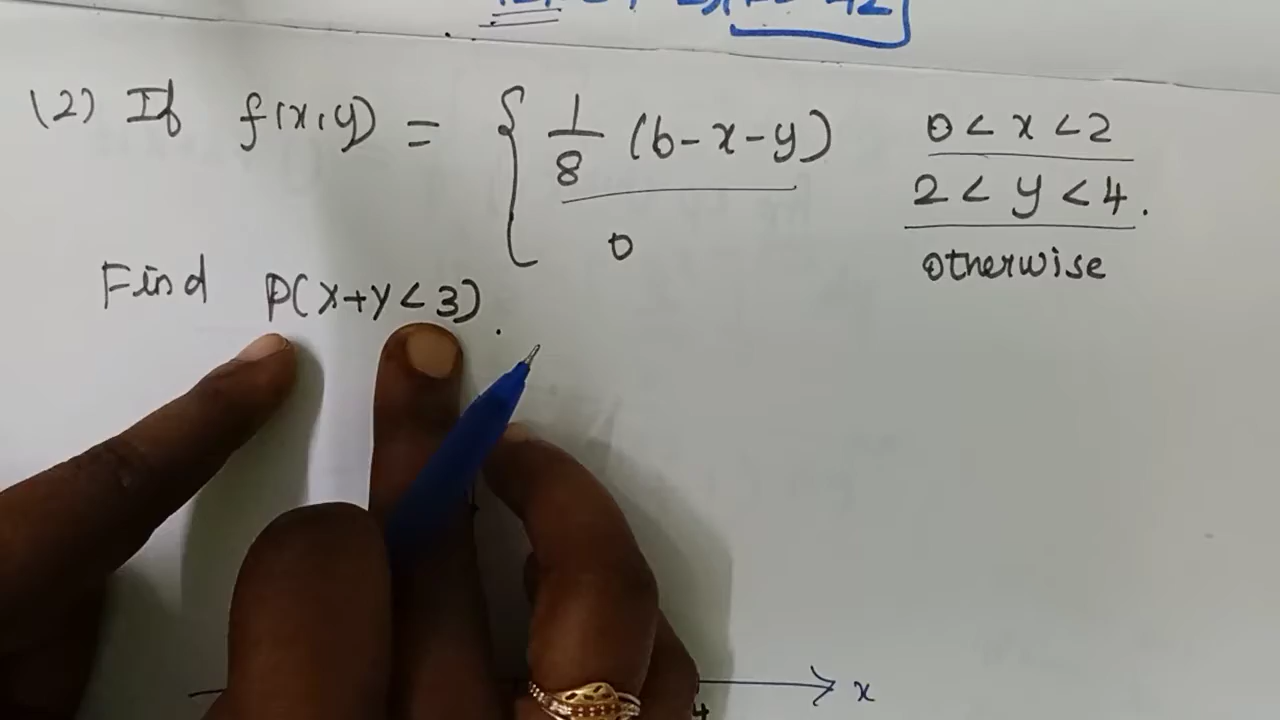 (2) If f(x,y) = { 1/8 (6-x-y) 0<x<2
2<y<4.
0 otherwise
Find P(x+y<3).
x